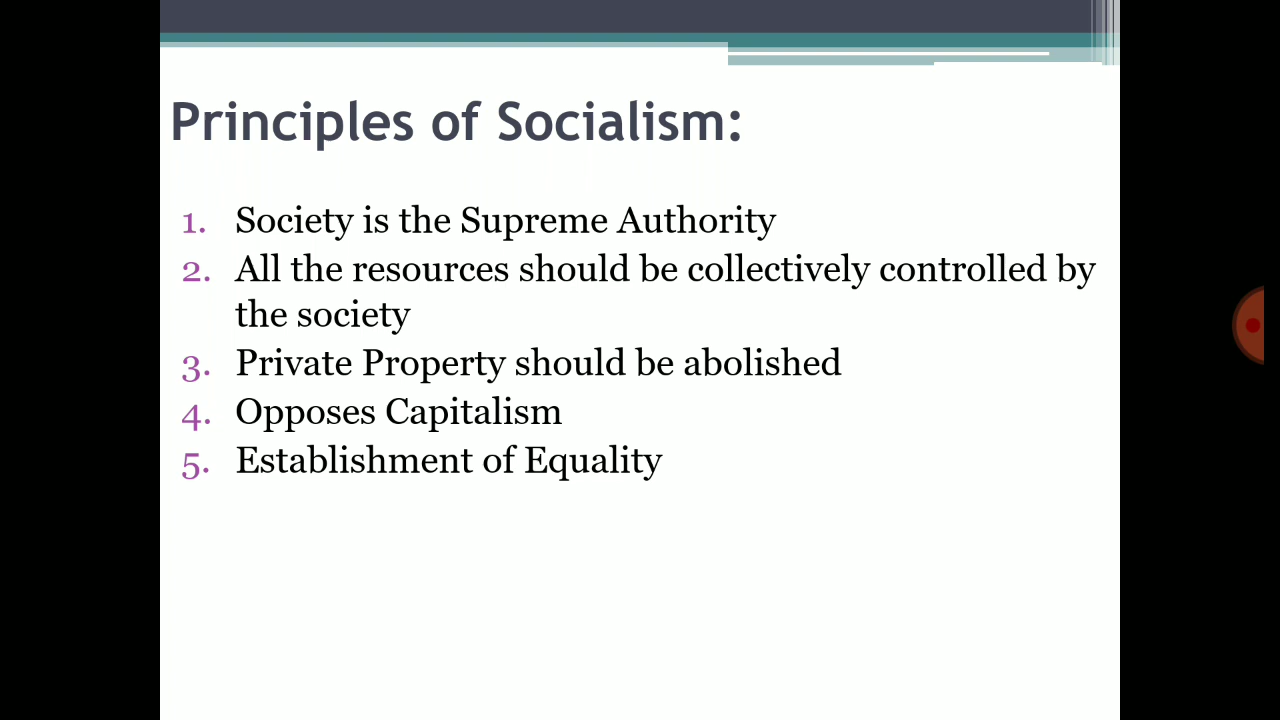 Principles of Socialism:
1. Society is the Supreme Authority
2. All the resources should be collectively controlled by
the society
3. Private Property should be abolished
4. Opposes Capitalism
5. Establishment of Equality